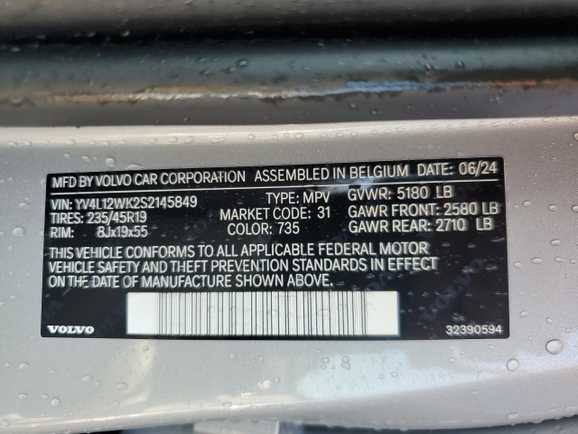 MFD BY VOLVO CAR CORPORATION ASSEMBLED IN BELGIUM DATE: 06/24
VIN: YV4L12WK2S2145849 TYPE: MPV GVWR: 5180 LB
TIRES: 235/45R19 MARKET CODE: 31 GAWR FRONT: 2580 LB
RIM: 8Jx19x55 COLOR: 735 GAWR REAR: 2710 LB
THIS VEHICLE CONFORMS TO ALL APPLICABLE FEDERAL MOTOR
VEHICLE SAFETY AND THEFT PREVENTION STANDARDS IN EFFECT
ON THE DATE OF MANUFACTURE SHOWN ABOVE.
VOLVO 32390594